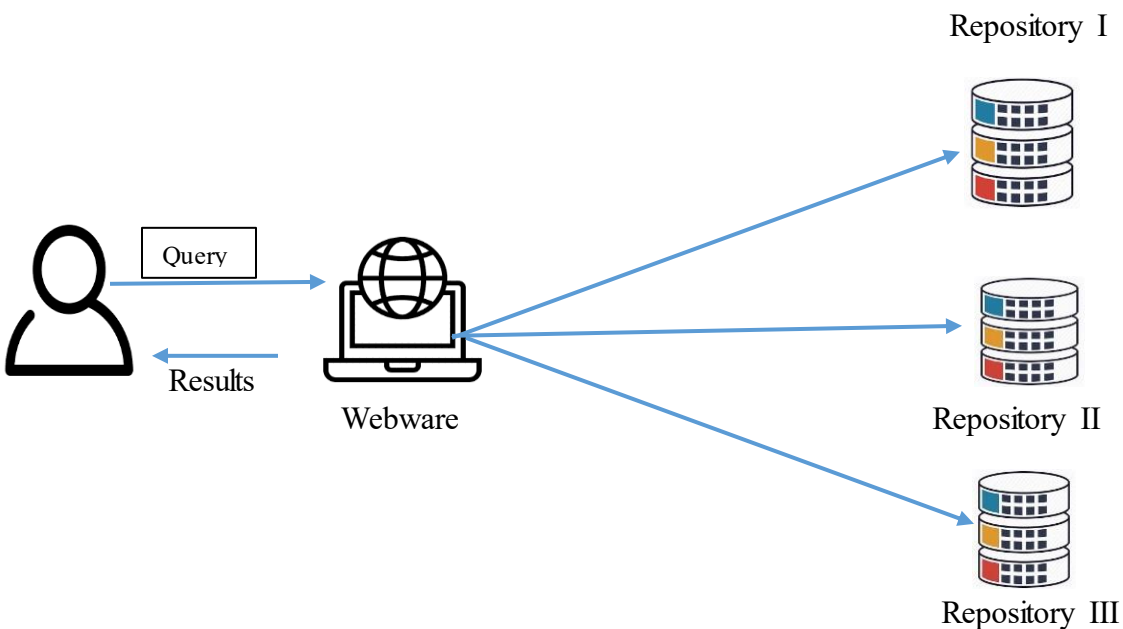 Repository I
Query
Results
Webware
Repository II
Repository III